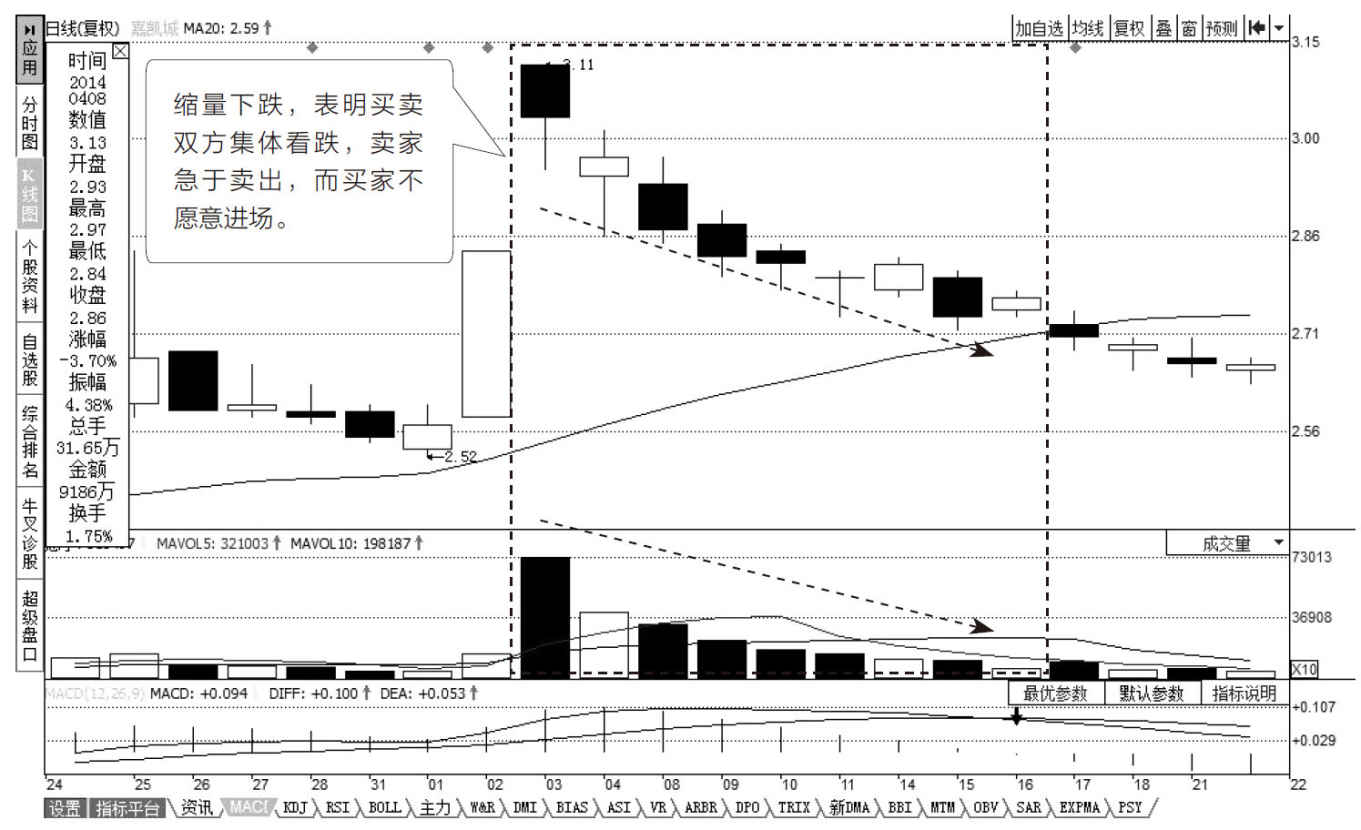 日线(复权) 嘉凯城 MA20: 2.59↑
加自选 均线 复权 叠 窗 预测
应用
分时图
K线图
个股资料
自选股
综合排名
牛叉诊股
超级盘口
时间
2014
0408
数值
3.13
开盘
2.93
最高
2.97
最低
2.84
收盘
2.86
涨幅
-3.70%
振幅
4.38%
总手
31.65万
金额
9186万
换手
1.75%
缩量下跌，表明买卖
双方集体看跌，卖家
急于卖出，而买家不
愿意进场。
3.11
2.52
3.15
3.00
2.86
2.71
2.56
MAVOL5: 321003↑ MAVOL10: 198187↑
成交量
73013
36908
X10
MACD(12,26,9) MACD: +0.094 DIFF: +0.100↑ DEA: +0.053↑
最优参数 默认参数 指标说明
+0.107
+0.029
24 25 26 27 28 31 01 02 03 04 08 09 10 11 14 15 16 17 18 21 22
设置 指标平台 资讯 MACD KDJ RSI BOLL 主力 W&R DMI BIAS ASI VR ARBR DPO TRIX 新DMA BBI MTM OBV SAR EXPMA PSY